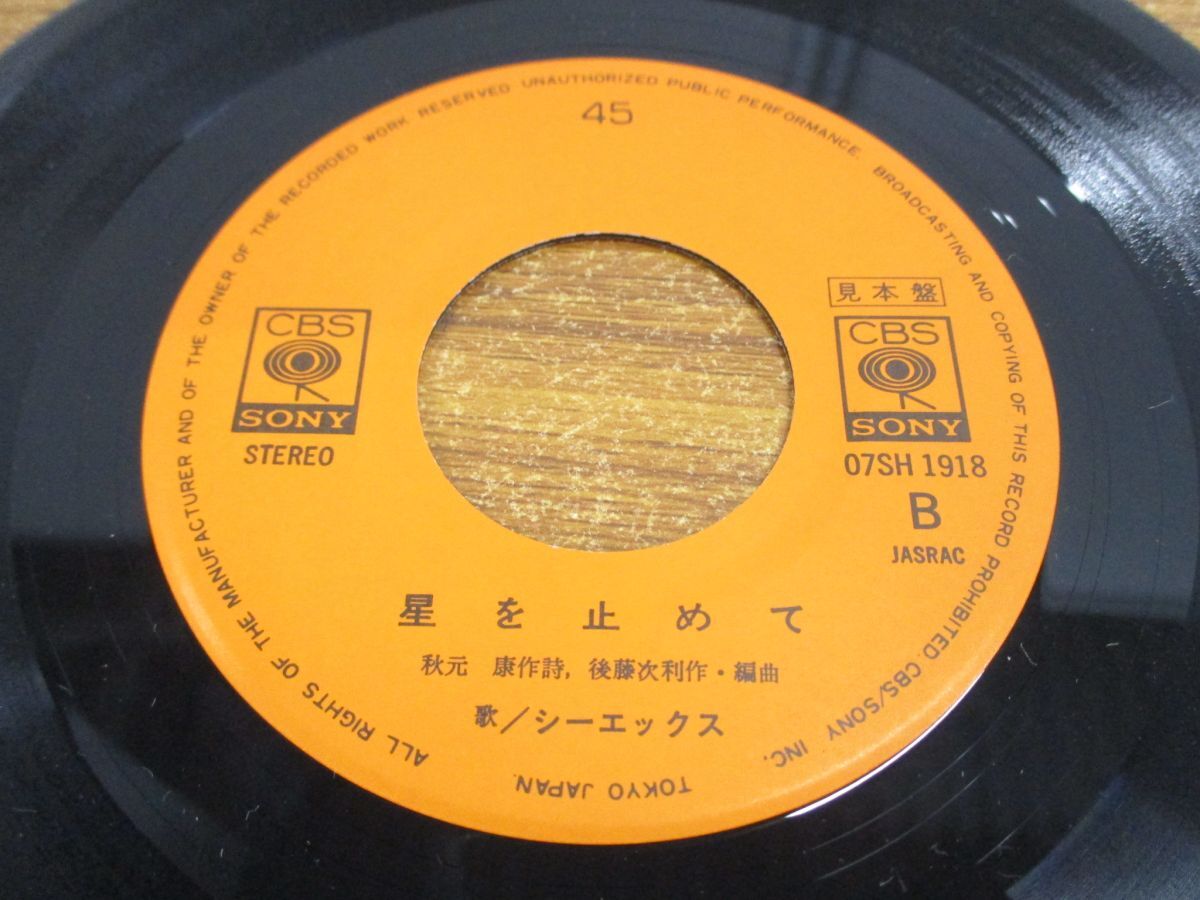 45
ALL RIGHTS OF THE MANUFACTURER AND OF THE OWNER OF THE RECORDED WORK RESERVED UNAUTHORIZED PUBLIC PERFORMANCE. BROADCASTING AND COPYING OF THIS RECORD PROHIBITED. CBS/SONY INC.
TOKYO JAPAN.
CBS
SONY
STEREO
見本盤
CBS
SONY
07SH 1918
B
JASRAC
星を止めて
秋元 康作詩, 後藤次利作・編曲
歌/シーエックス